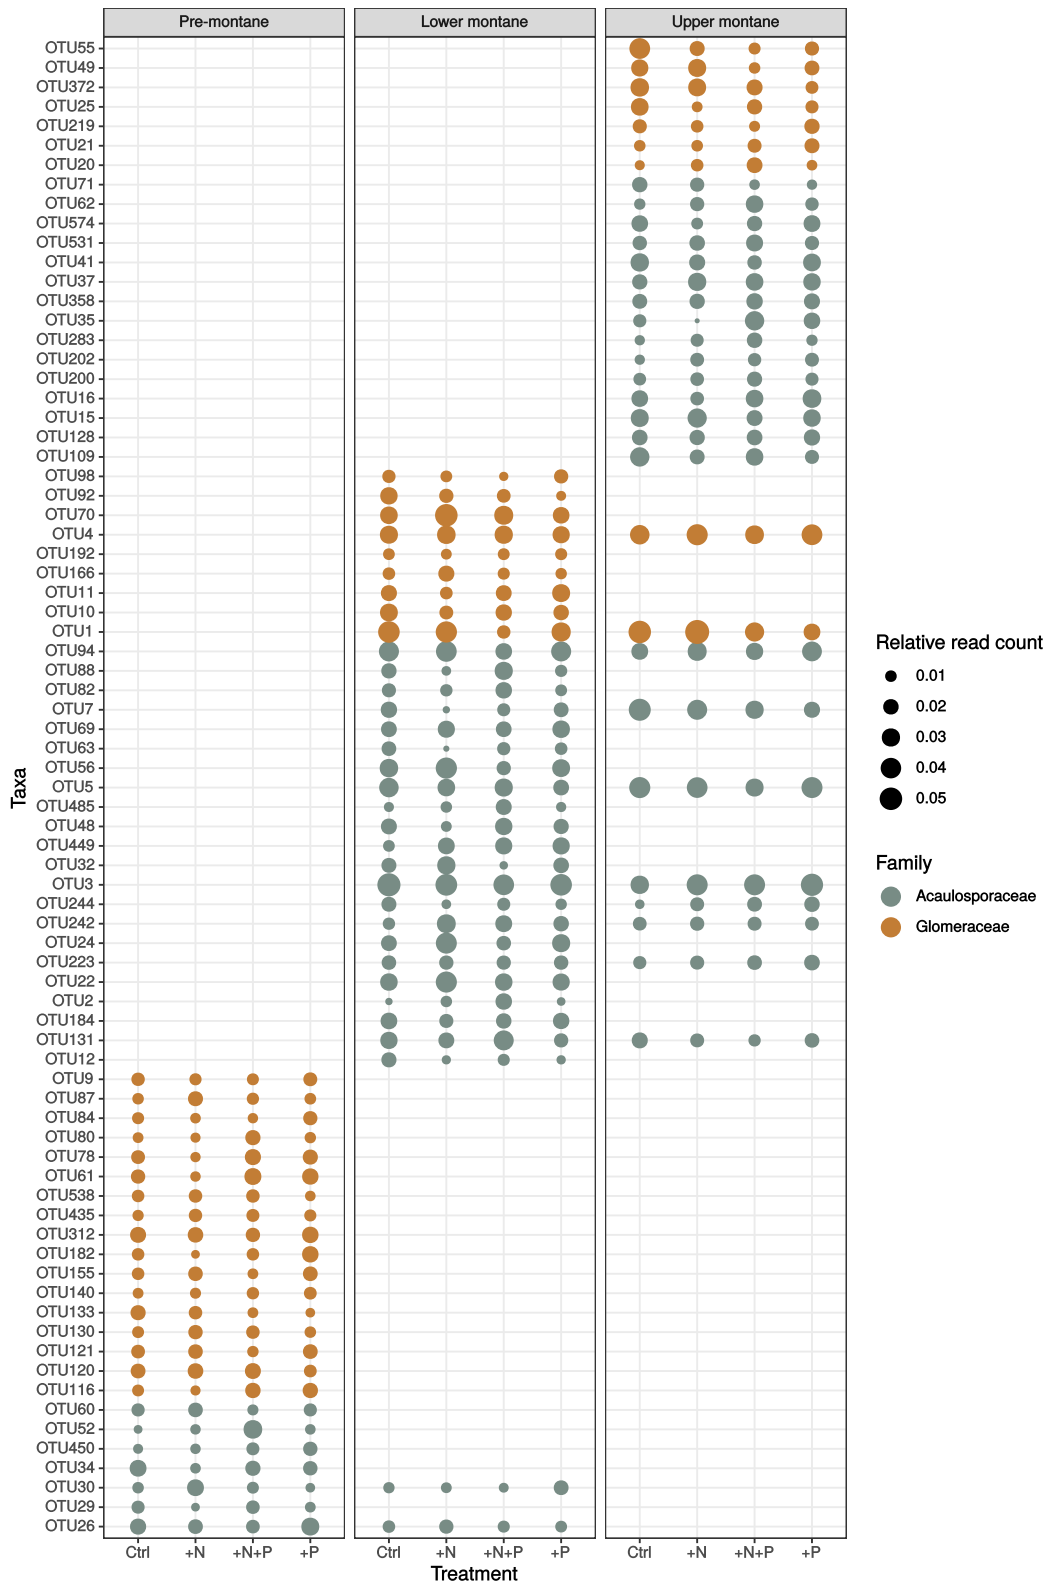 Pre-montane
Lower montane
Upper montane
OTU55
OTU49
OTU372
OTU25
OTU219
OTU21
OTU20
OTU71
OTU62
OTU574
OTU531
OTU41
OTU37
OTU358
OTU35
OTU283
OTU202
OTU200
OTU16
OTU15
OTU128
OTU109
OTU98
OTU92
OTU70
OTU4
OTU192
OTU166
OTU11
OTU10
OTU1
OTU94
OTU88
OTU82
OTU7
OTU69
OTU63
OTU56
OTU5
OTU485
OTU48
OTU449
OTU32
OTU3
OTU244
OTU242
OTU24
OTU223
OTU22
OTU2
OTU184
OTU131
OTU12
OTU9
OTU87
OTU84
OTU80
OTU78
OTU61
OTU538
OTU435
OTU312
OTU182
OTU155
OTU140
OTU133
OTU130
OTU121
OTU120
OTU116
OTU60
OTU52
OTU450
OTU34
OTU30
OTU29
OTU26
Taxa
Ctrl +N +N+P +P
Ctrl +N +N+P +P
Ctrl +N +N+P +P
Treatment
Relative read count
0.01
0.02
0.03
0.04
0.05
Family
Acaulosporaceae
Glomeraceae